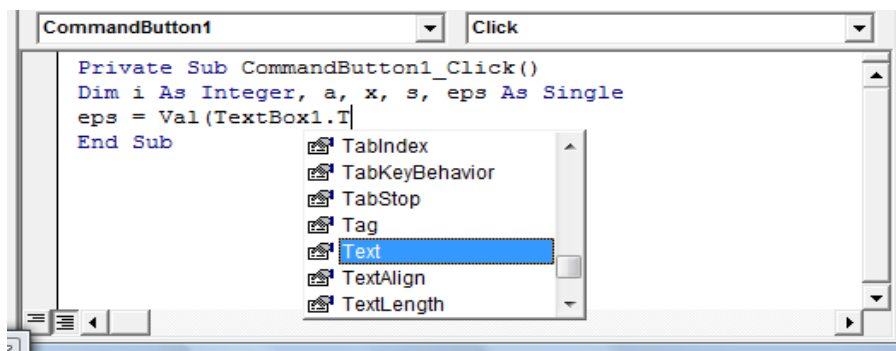 CommandButton1 Click
Private Sub CommandButton1_Click()
Dim i As Integer, a, x, s, eps As Single
eps = Val(TextBox1.T
End Sub
TabIndex
TabKeyBehavior
TabStop
Tag
Text
TextAlign
TextLength